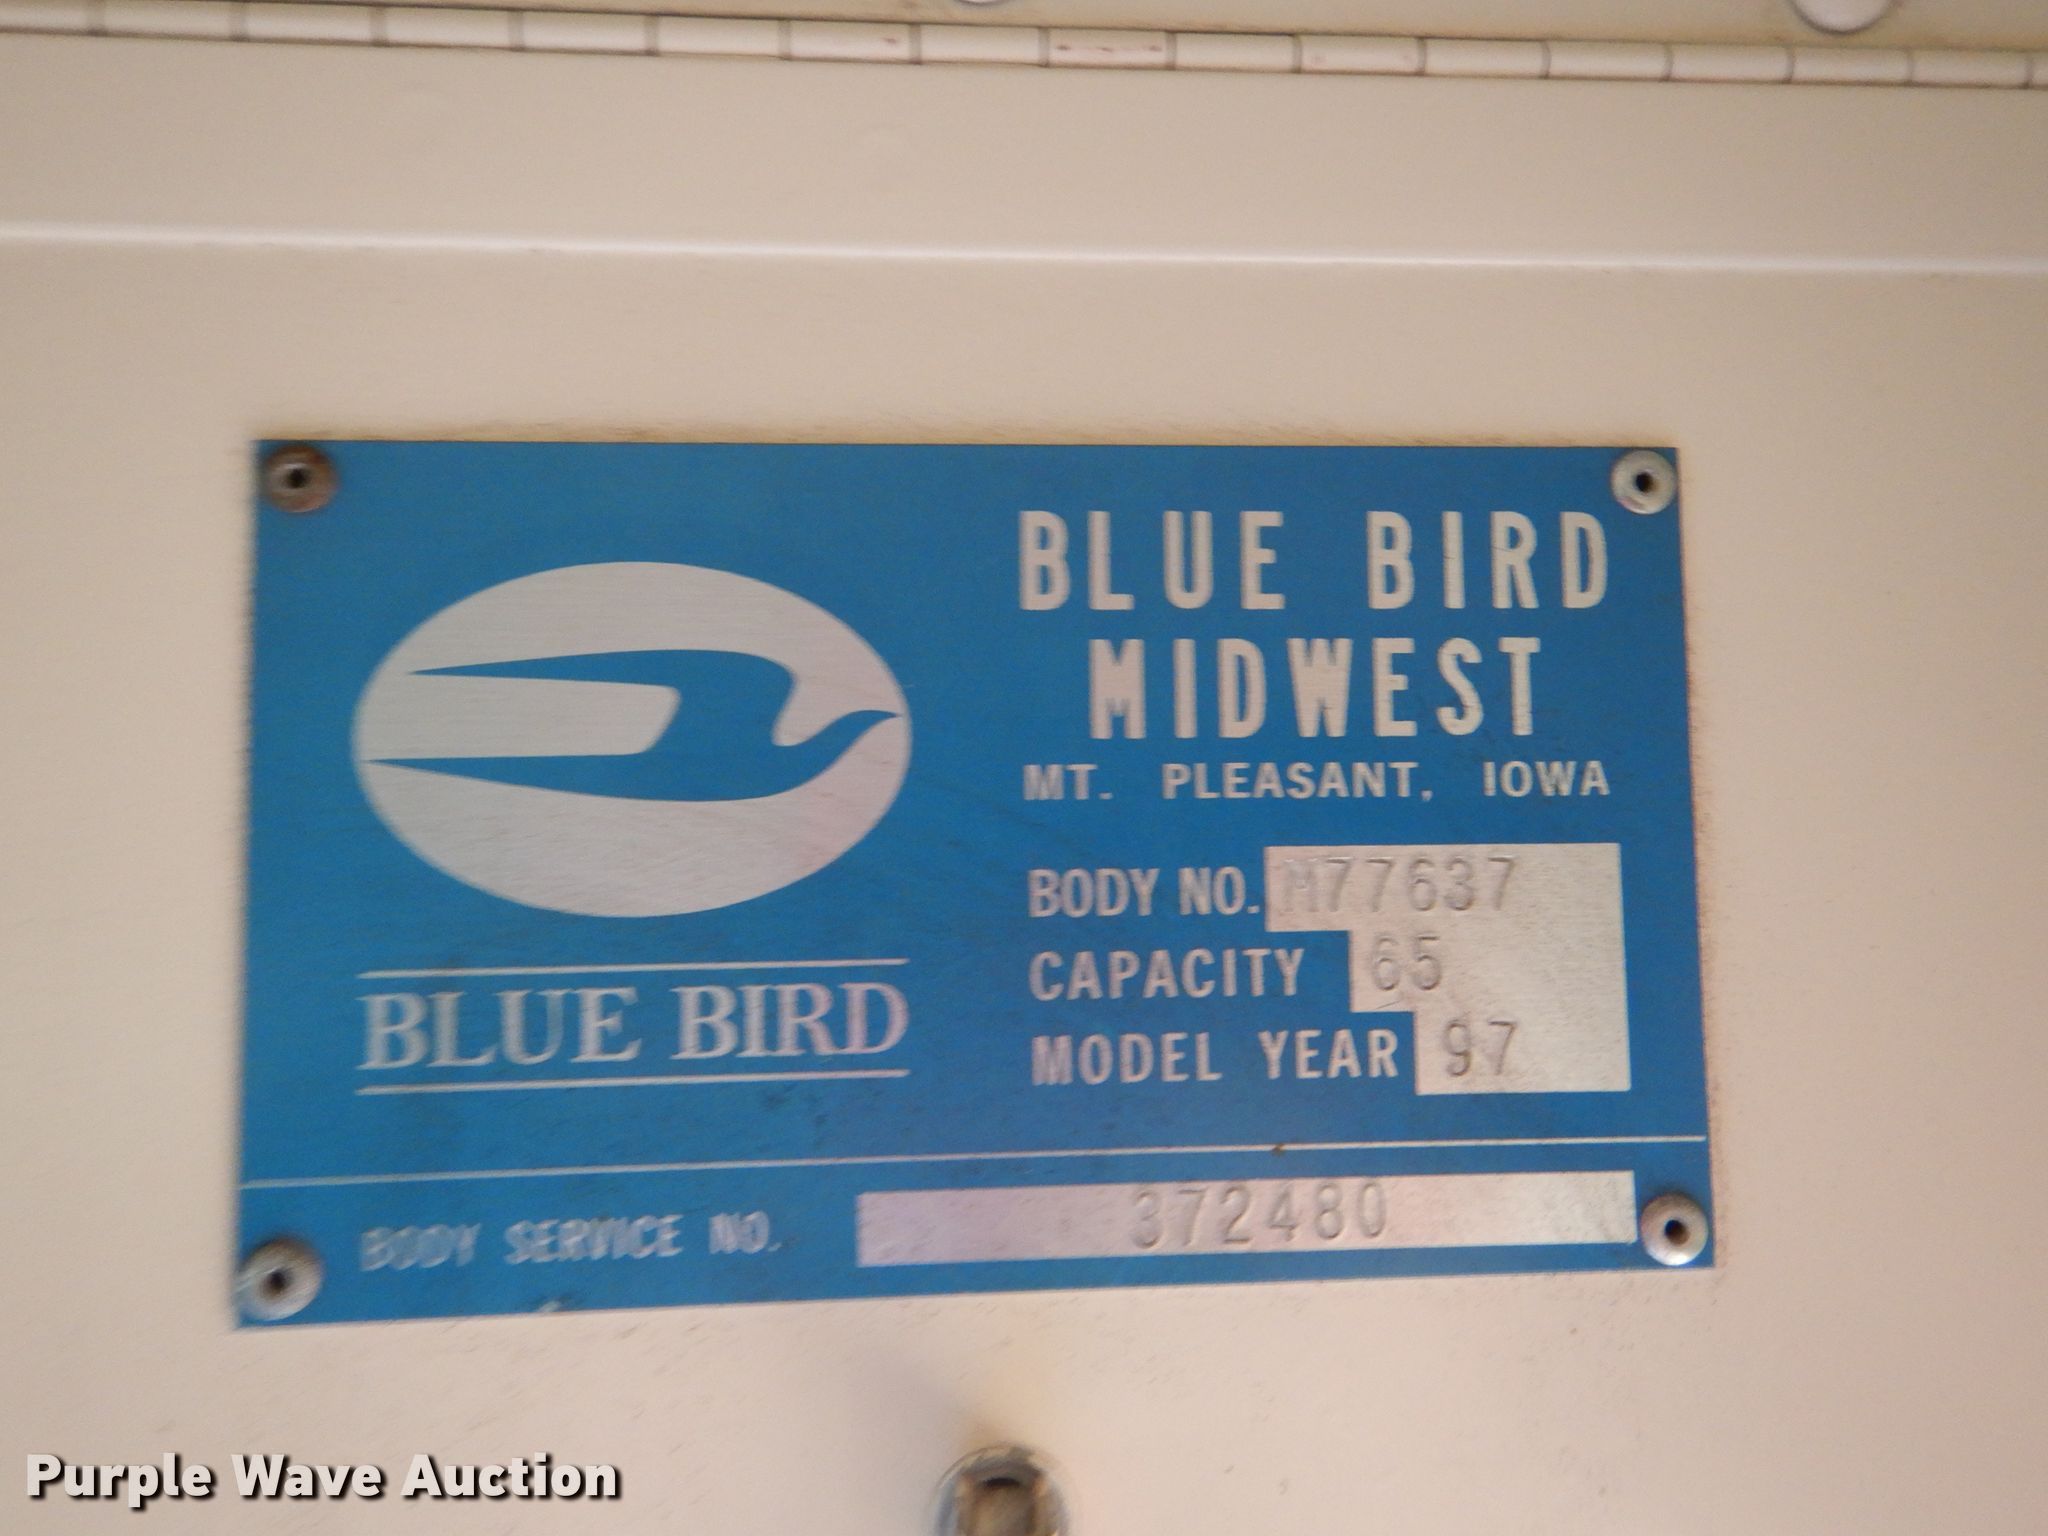 BLUE BIRD
MIDWEST
MT. PLEASANT, IOWA
BODY NO. M77637
CAPACITY 65
MODEL YEAR 97
BLUE BIRD
BODY SERVICE NO. 372480
Purple Wave Auction